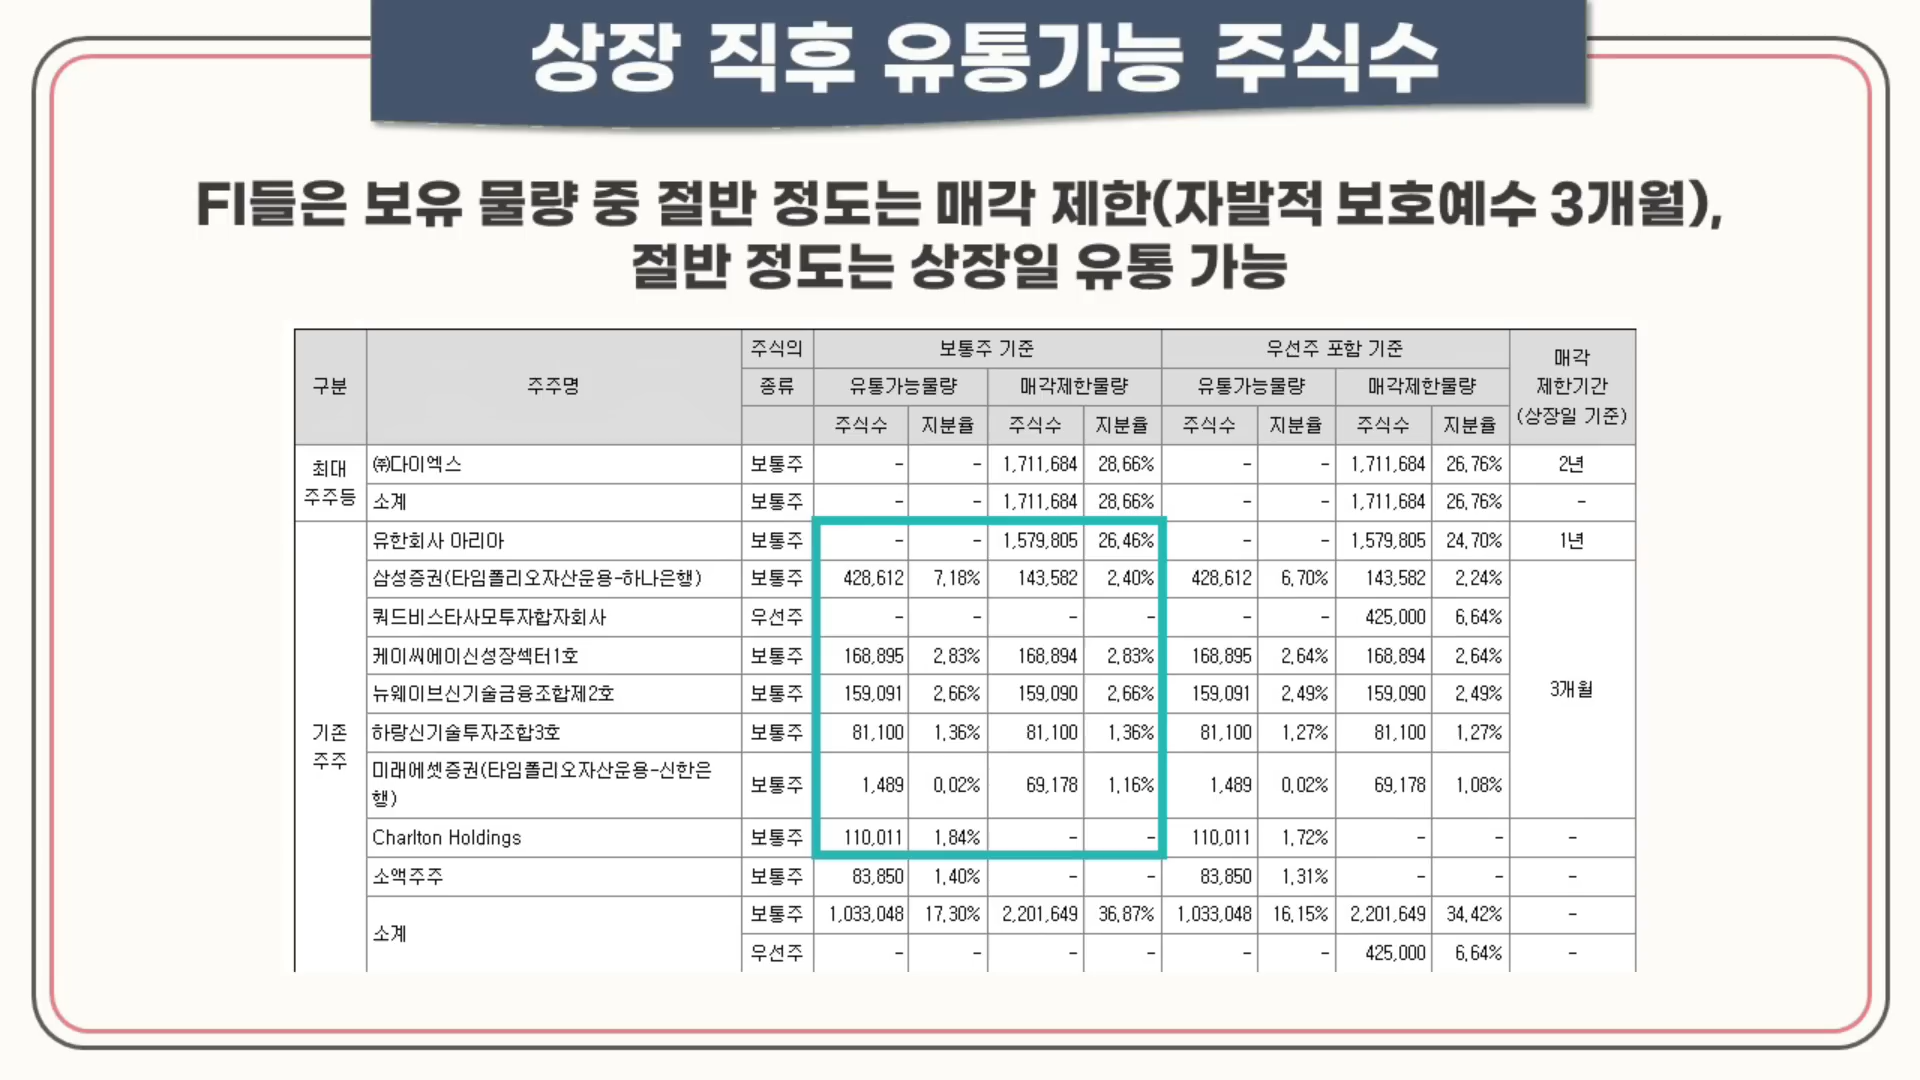 상장 직후 유통가능 주식수
FI들은 보유 물량 중 절반 정도는 매각 제한(자발적 보호예수 3개월),
절반 정도는 상장일 유통 가능
구분 주주명 주식의 종류 보통주 기준 우선주 포함 기준 매각 제한기간 (상장일 기준)
유통가능물량 매각제한물량 유통가능물량 매각제한물량
주식수 지분율 주식수 지분율 주식수 지분율 주식수 지분율
최대 주주등 ㈜다이엑스 보통주 - - 1,711,684 28,66% - - 1,711,684 26,76% 2년
소계 보통주 - - 1,711,684 28,66% - - 1,711,684 26,76% -
기존 주주 유한회사 아리아 보통주 - - 1,579,805 26,46% - - 1,579,805 24,70% 1년
삼성증권(타임폴리오자산운용-하나은행) 보통주 428,612 7,18% 143,582 2,40% 428,612 6,70% 143,582 2,24% 3개월
쿼드비스타사모투자합자회사 우선주 - - - - - - 425,000 6,64%
케이씨에이신성장섹터1호 보통주 168,895 2,83% 168,894 2,83% 168,895 2,64% 168,894 2,64%
뉴웨이브신기술금융조합제2호 보통주 159,091 2,66% 159,090 2,66% 159,091 2,49% 159,090 2,49%
하랑신기술투자조합3호 보통주 81,100 1,36% 81,100 1,36% 81,100 1,27% 81,100 1,27%
미래에셋증권(타임폴리오자산운용-신한은행) 보통주 1,489 0,02% 69,178 1,16% 1,489 0,02% 69,178 1,08%
Charlton Holdings 보통주 110,011 1,84% - - 110,011 1,72% - - -
소액주주 보통주 83,850 1,40% - - 83,850 1,31% - - -
소계 보통주 1,033,048 17,30% 2,201,649 36,87% 1,033,048 16,15% 2,201,649 34,42% -
우선주 - - - - - - 425,000 6,64% -